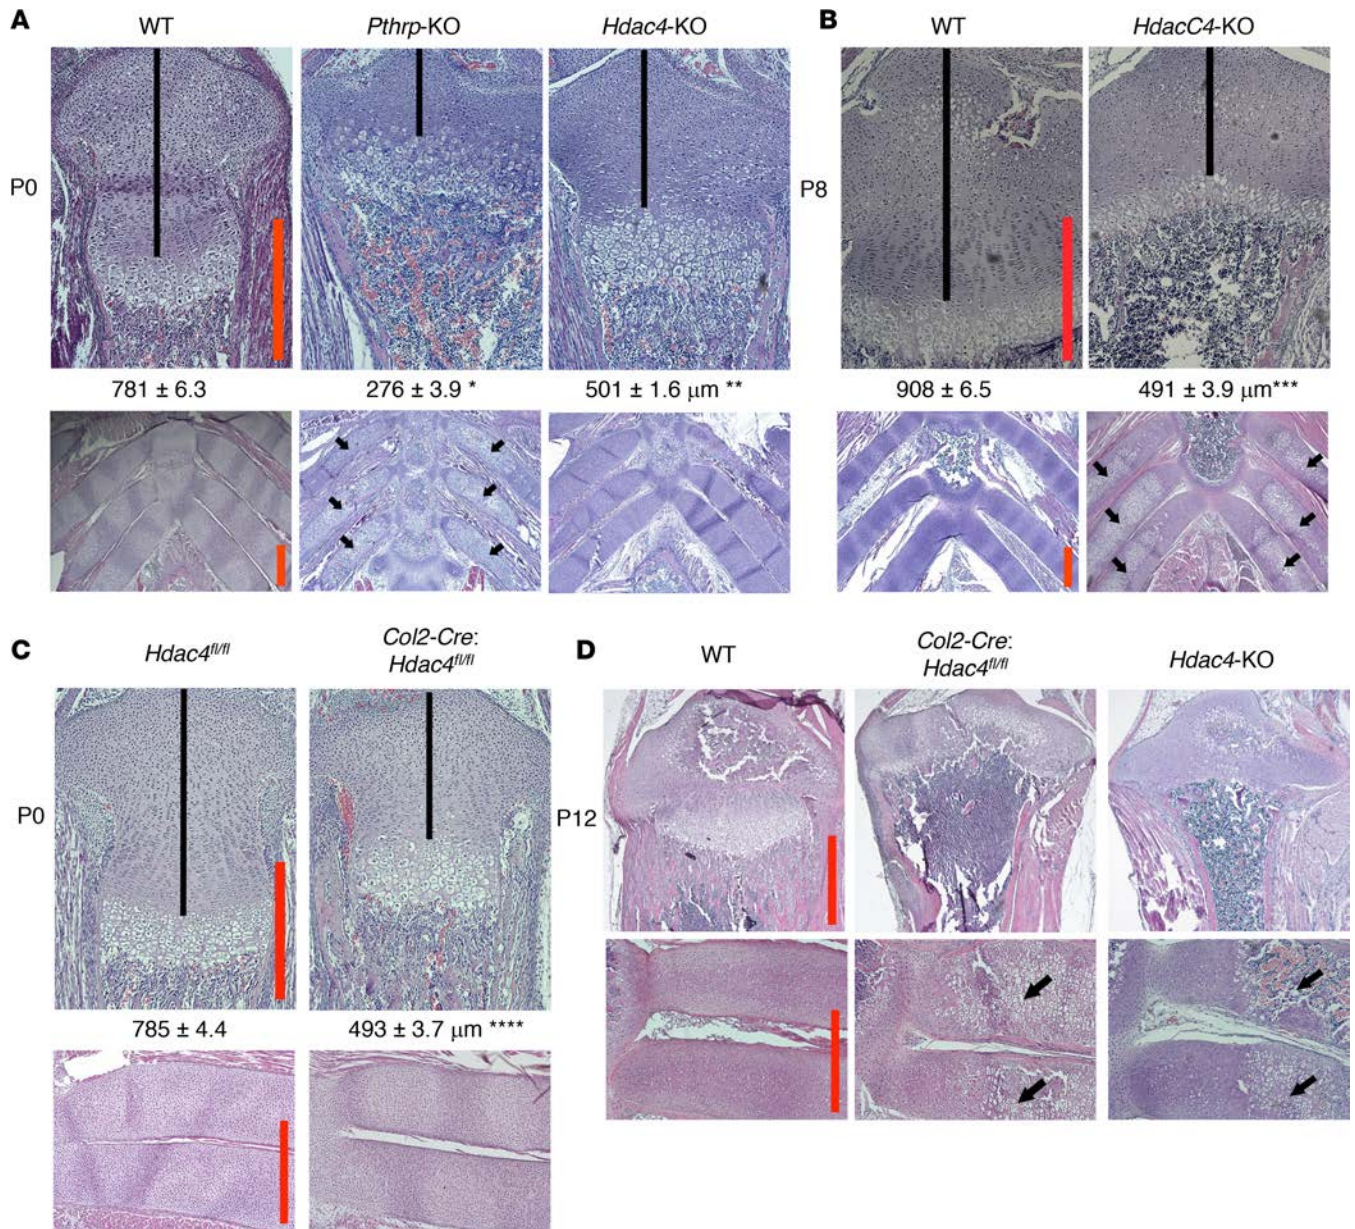 A
WT
Pthrp-KO
Hdac4-KO
P0
781 ± 6.3
276 ± 3.9 *
501 ± 1.6 μm **
B
WT
HdacC4-KO
P8
908 ± 6.5
491 ± 3.9 μm***
C
Hdac4fl/fl
Col2-Cre:
Hdac4fl/fl
P0
785 ± 4.4
493 ± 3.7 μm ****
D
WT
Col2-Cre:
Hdac4fl/fl
Hdac4-KO
P12